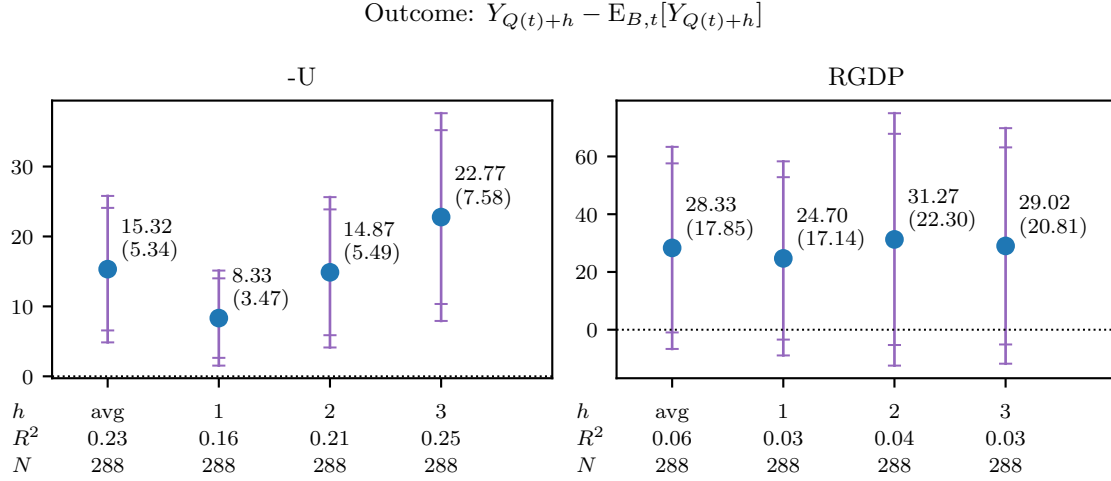 Outcome: Y_{Q(t)+h} − E_{B,t}[Y_{Q(t)+h}]
-U
30
20
10
0
15.32
(5.34)
8.33
(3.47)
14.87
(5.49)
22.77
(7.58)
h avg 1 2 3
R² 0.23 0.16 0.21 0.25
N 288 288 288 288
RGDP
60
40
20
0
28.33
(17.85)
24.70
(17.14)
31.27
(22.30)
29.02
(20.81)
h avg 1 2 3
R² 0.06 0.03 0.04 0.03
N 288 288 288 288